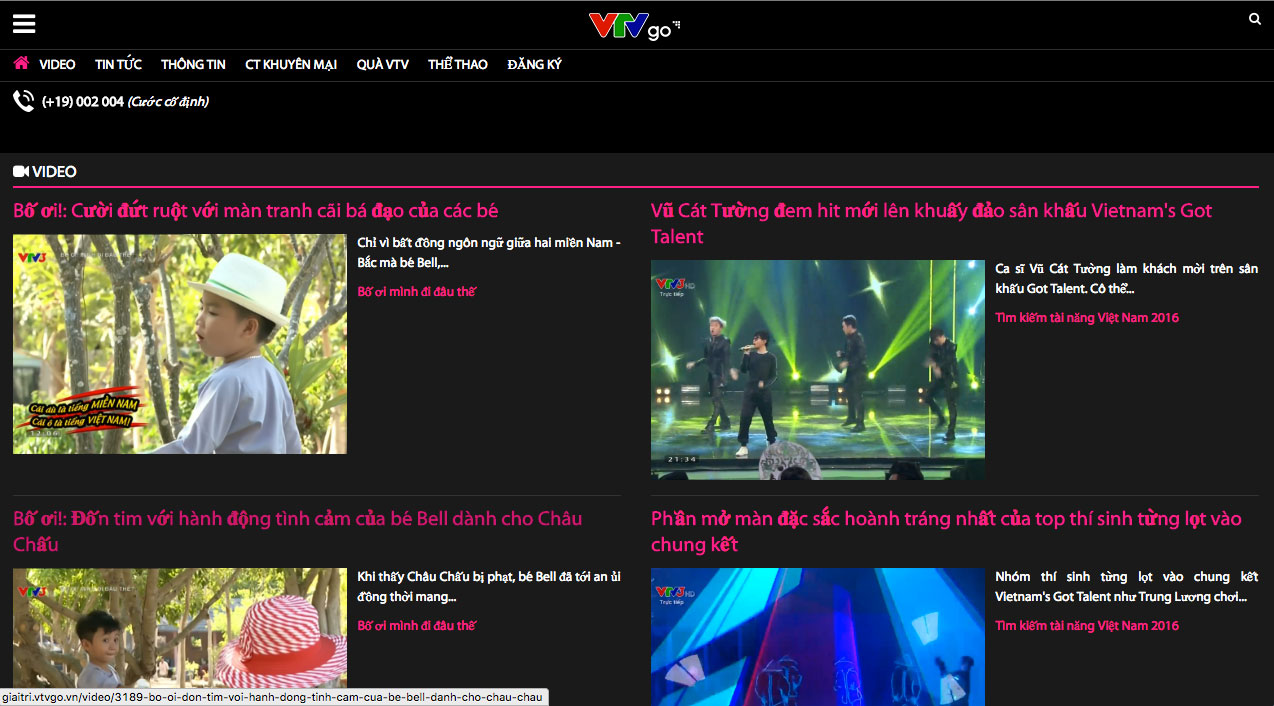 VTV go
VIDEO TIN TỨC THÔNG TIN CT KHUYẾN MẠI QUÀ VTV THỂ THAO ĐĂNG KÝ
(+19) 002 004 (Cước cố định)
VIDEO
Bố ơi!: Cười đứt ruột với màn tranh cãi bá đạo của các bé
VTV3
Cái dù là tiếng MIỀN NAM
Cái ô là tiếng VIỆT NAM!
12:06
Chỉ vì bất đồng ngôn ngữ giữa hai miền Nam -
Bắc mà bé Bell,...
Bố ơi mình đi đâu thế
Vũ Cát Tường đem hit mới lên khuấy đảo sân khấu Vietnam's Got
Talent
VTV3 HD
Trực tiếp
21:34
Ca sĩ Vũ Cát Tường làm khách mời trên sân
khấu Got Talent. Cô thể...
Tìm kiếm tài năng Việt Nam 2016
Bố ơi!: Đốn tim với hành động tình cảm của bé Bell dành cho Châu
Chấu
VTV3
Khi thấy Châu Chấu bị phạt, bé Bell đã tới an ủi
đồng thời mang...
Bố ơi mình đi đâu thế
Phần mở màn đặc sắc hoành tráng nhất của top thí sinh từng lọt vào
chung kết
VTV3 HD
Trực tiếp
Nhóm thí sinh từng lọt vào chung kết
Vietnam's Got Talent như Trung Lương chơi...
Tìm kiếm tài năng Việt Nam 2016
giaitri.vtvgo.vn/video/3189-bo-oi-don-tim-voi-hanh-dong-tinh-cam-cua-be-bell-danh-cho-chau-chau